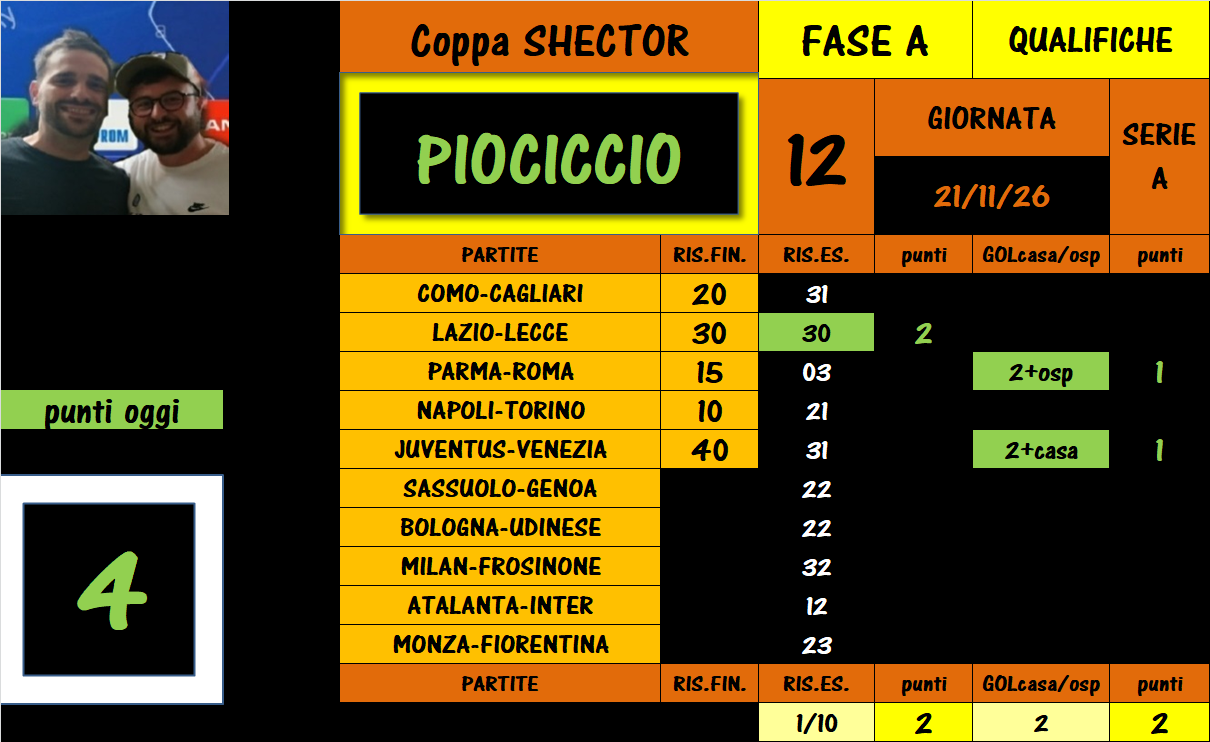 Coppa SHECTOR FASE A QUALIFICHE
PIOCICCIO 12 GIORNATA SERIE A
21/11/26
ROM
AN
PARTITE RIS.FIN. RIS.ES. punti GOLcasa/osp punti
COMO-CAGLIARI 20 31
LAZIO-LECCE 30 30 2
PARMA-ROMA 15 03 2+osp 1
punti oggi
NAPOLI-TORINO 10 21
JUVENTUS-VENEZIA 40 31 2+casa 1
SASSUOLO-GENOA 22
BOLOGNA-UDINESE 22
MILAN-FROSINONE 32
4
ATALANTA-INTER 12
MONZA-FIORENTINA 23
PARTITE RIS.FIN. RIS.ES. punti GOLcasa/osp punti
1/10 2 2 2